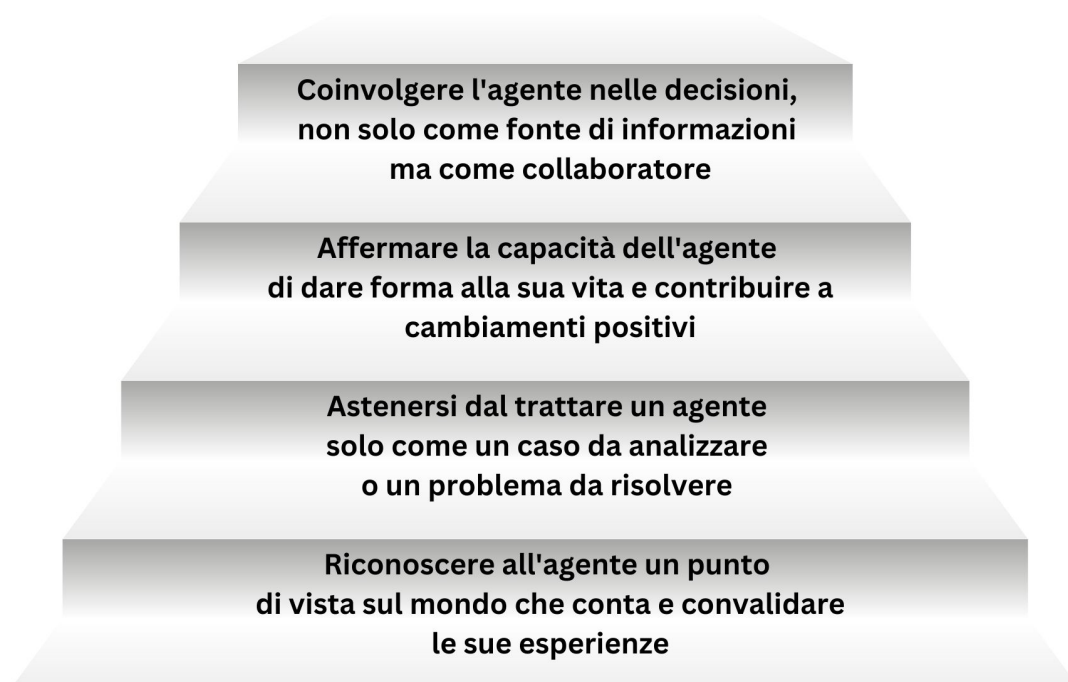 Coinvolgere l'agente nelle decisioni,
non solo come fonte di informazioni
ma come collaboratore
Affermare la capacità dell'agente
di dare forma alla sua vita e contribuire a
cambiamenti positivi
Astenersi dal trattare un agente
solo come un caso da analizzare
o un problema da risolvere
Riconoscere all'agente un punto
di vista sul mondo che conta e convalidare
le sue esperienze